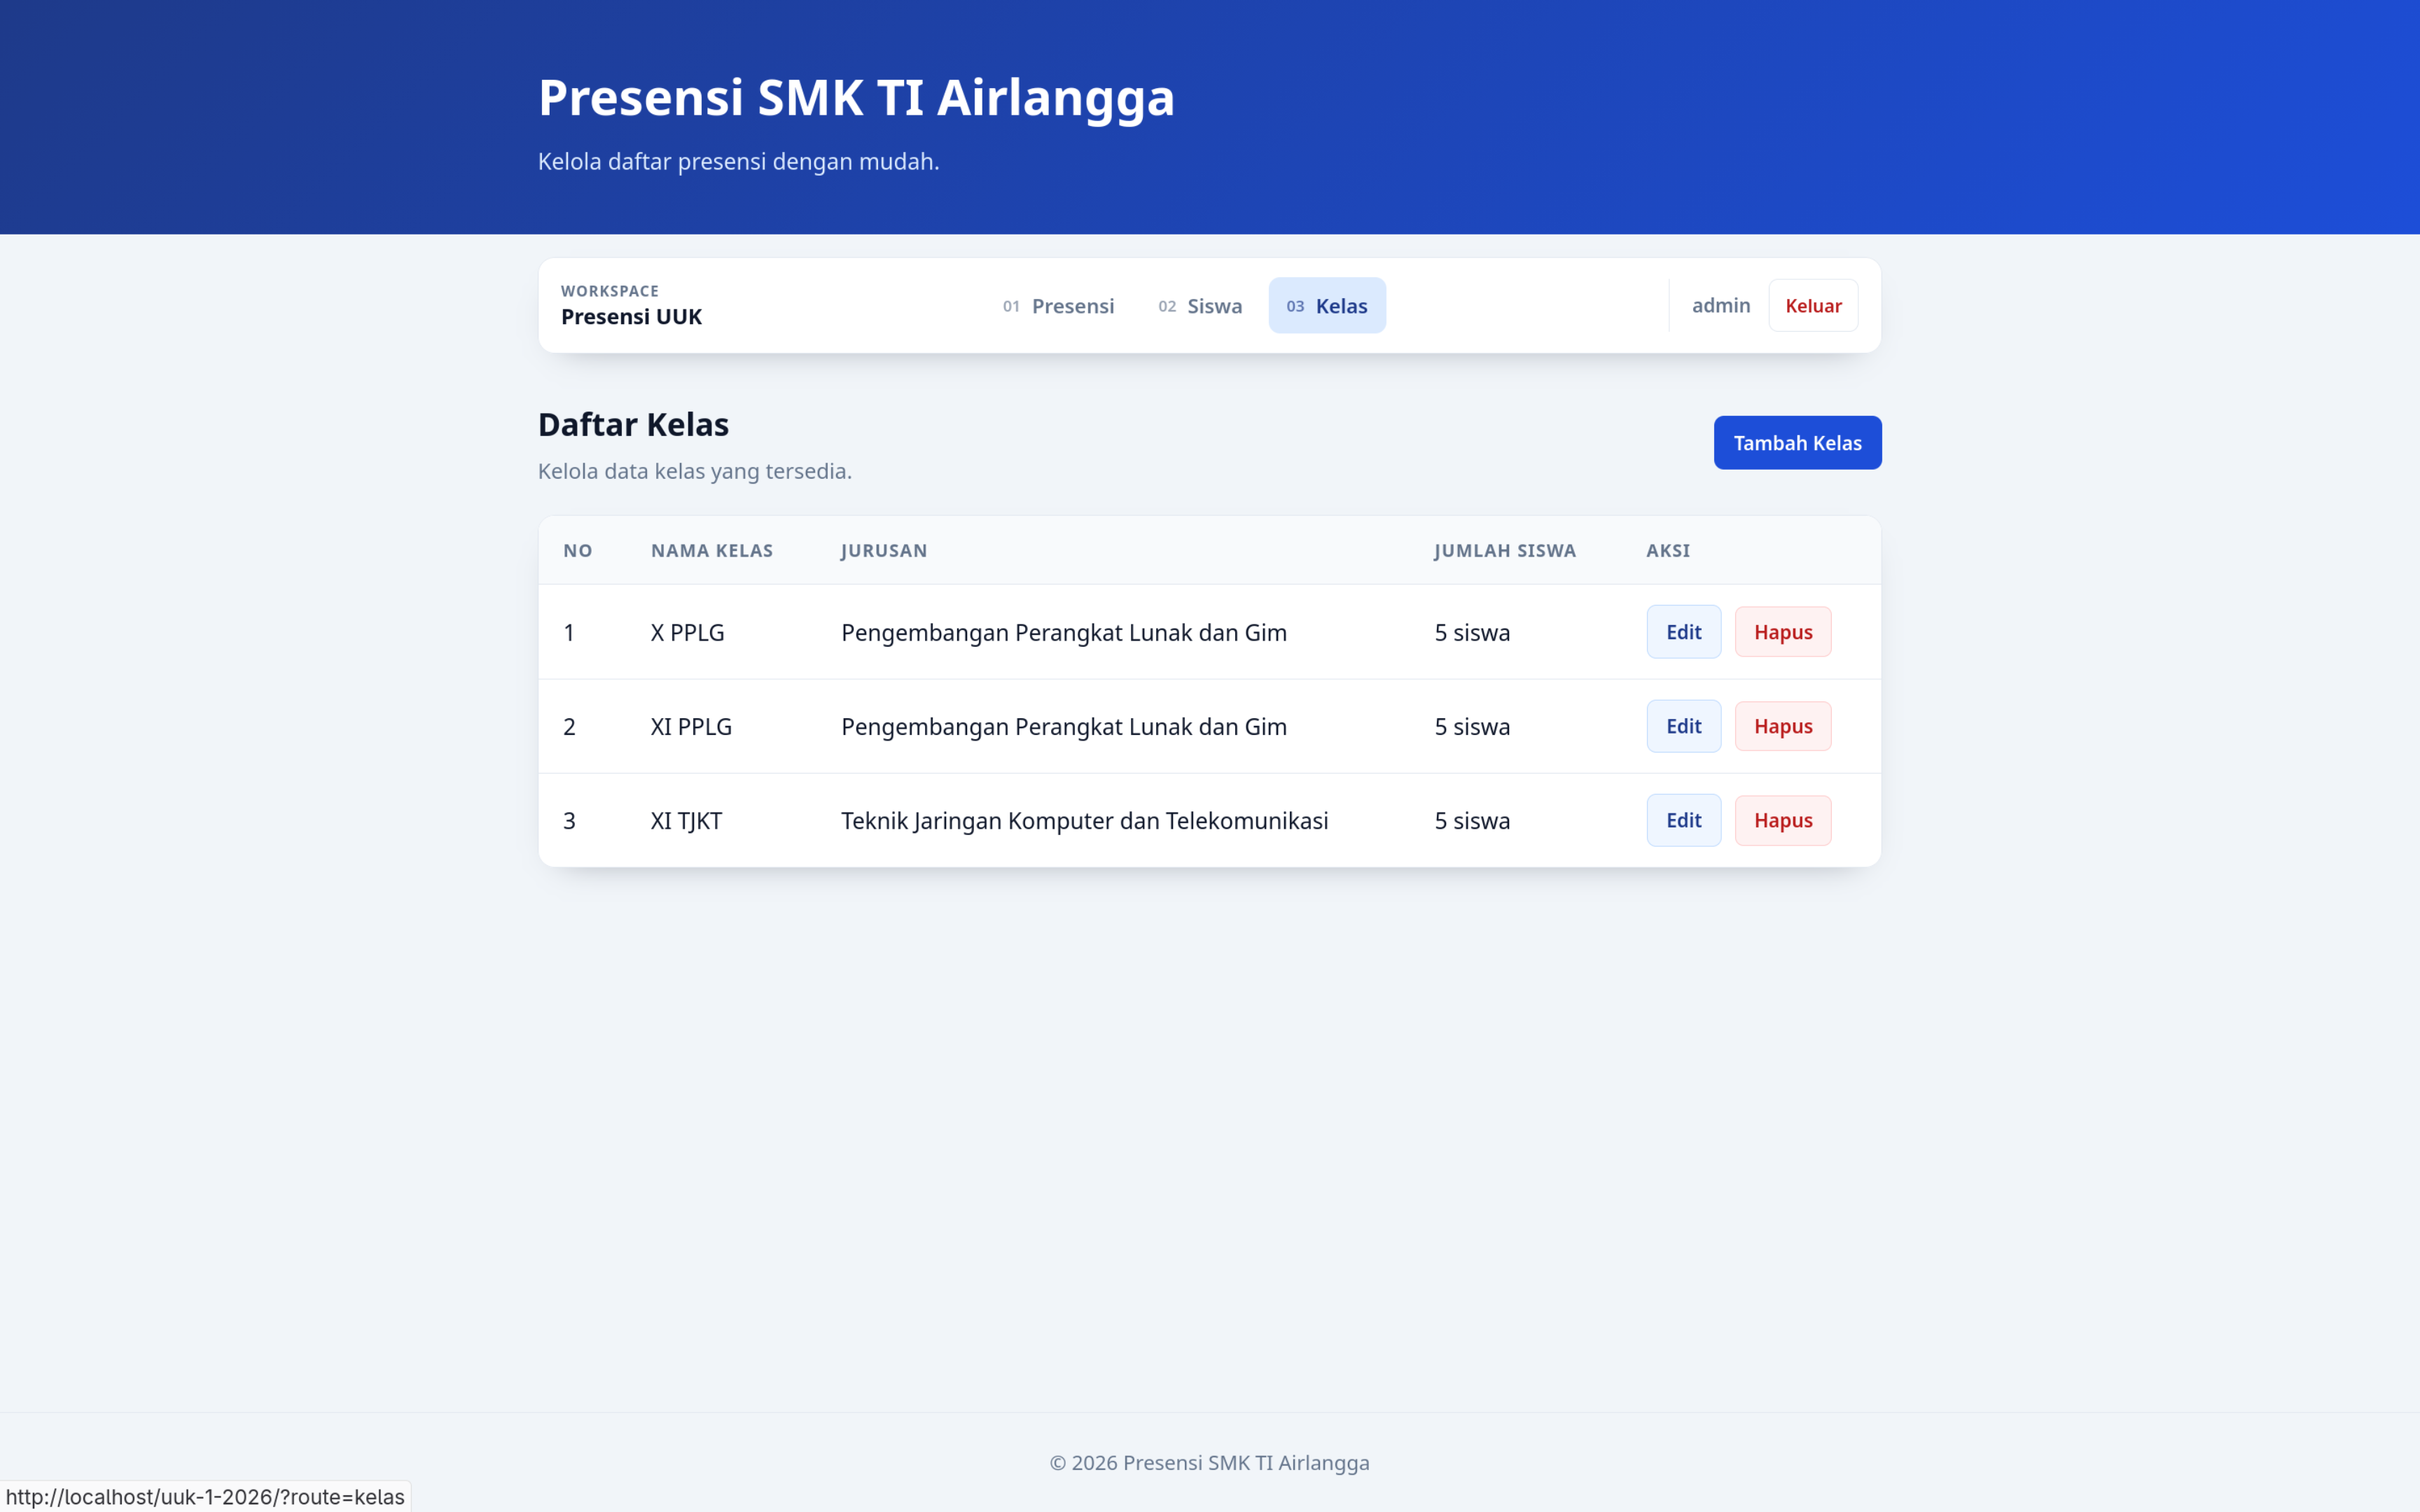 Presensi SMK TI Airlangga
Kelola daftar presensi dengan mudah.
WORKSPACE
Presensi UUK
01 Presensi 02 Siswa 03 Kelas
admin Keluar
Daftar Kelas
Kelola data kelas yang tersedia.
Tambah Kelas
NO NAMA KELAS JURUSAN JUMLAH SISWA AKSI
1 X PPLG Pengembangan Perangkat Lunak dan Gim 5 siswa Edit Hapus
2 XI PPLG Pengembangan Perangkat Lunak dan Gim 5 siswa Edit Hapus
3 XI TJKT Teknik Jaringan Komputer dan Telekomunikasi 5 siswa Edit Hapus
© 2026 Presensi SMK TI Airlangga
http://localhost/uuk-1-2026/?route=kelas